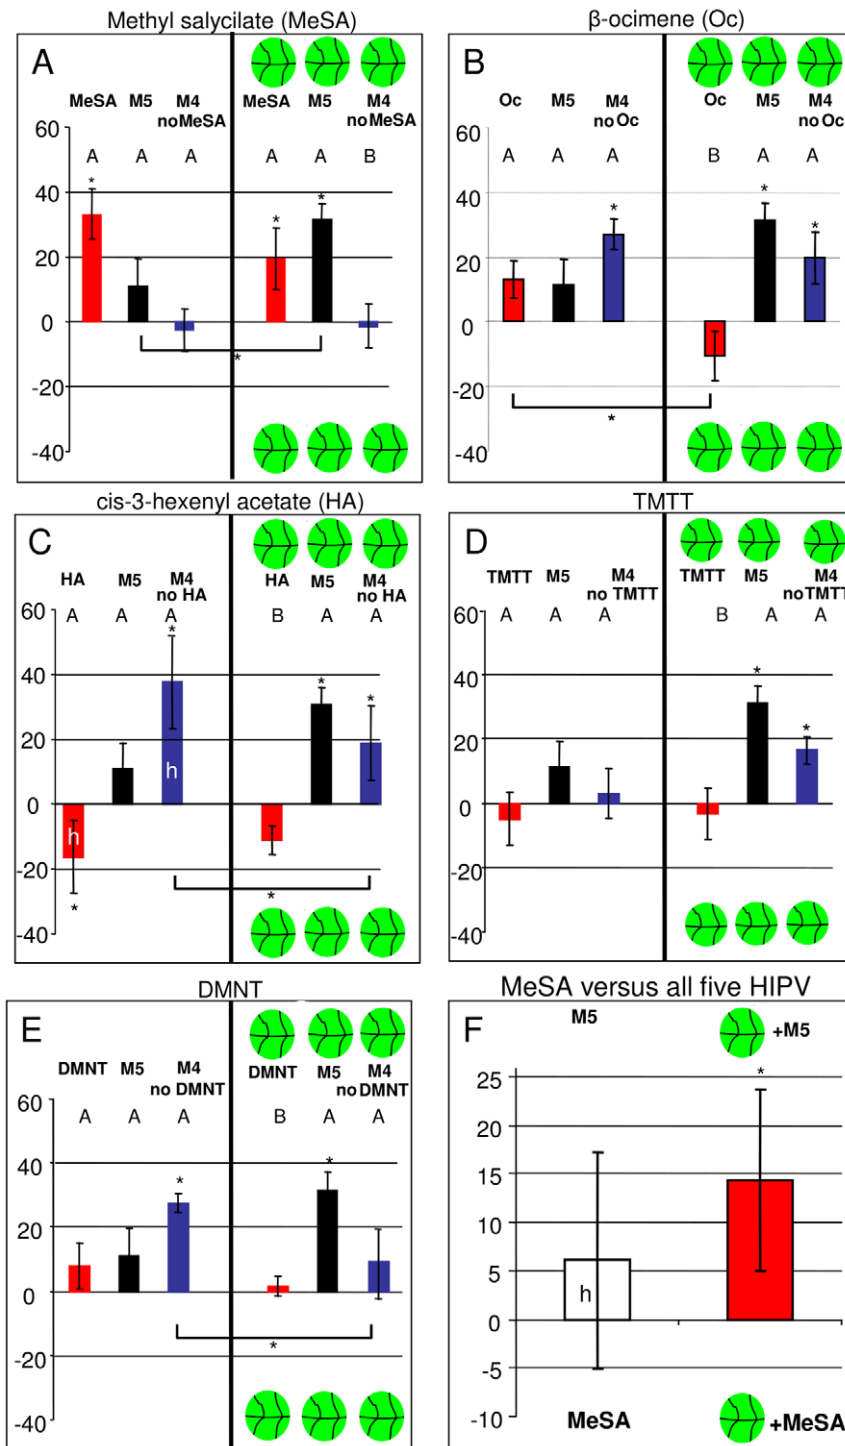 Methyl salycilate (MeSA)
A
MeSA M5 M4 MeSA M5 M4
noMeSA noMeSA
60
A A A A A B
* * *
40
20
0
*
-20
-40
β-ocimene (Oc)
B
Oc M5 M4 Oc M5 M4
no Oc no Oc
60
A A A B A A
* * *
40
20
0
-20
*
-40
cis-3-hexenyl acetate (HA)
C
HA M5 M4 HA M5 M4
no HA no HA
60
A A A B A A
* * *
40
h
20
0
h
-20
* *
-40
TMTT
D
TMTT M5 M4 TMTT M5 M4
no TMTT no TMTT
60
A A A B A A
* *
40
20
0
-20
-40
DMNT
E
DMNT M5 M4 DMNT M5 M4
no DMNT no DMNT
60
A A A B A A
* *
40
20
0
*
-20
-40
MeSA versus all five HIPV
F
M5 +M5
*
25
20
15
10
5
h
0
-5
-10
MeSA +MeSA